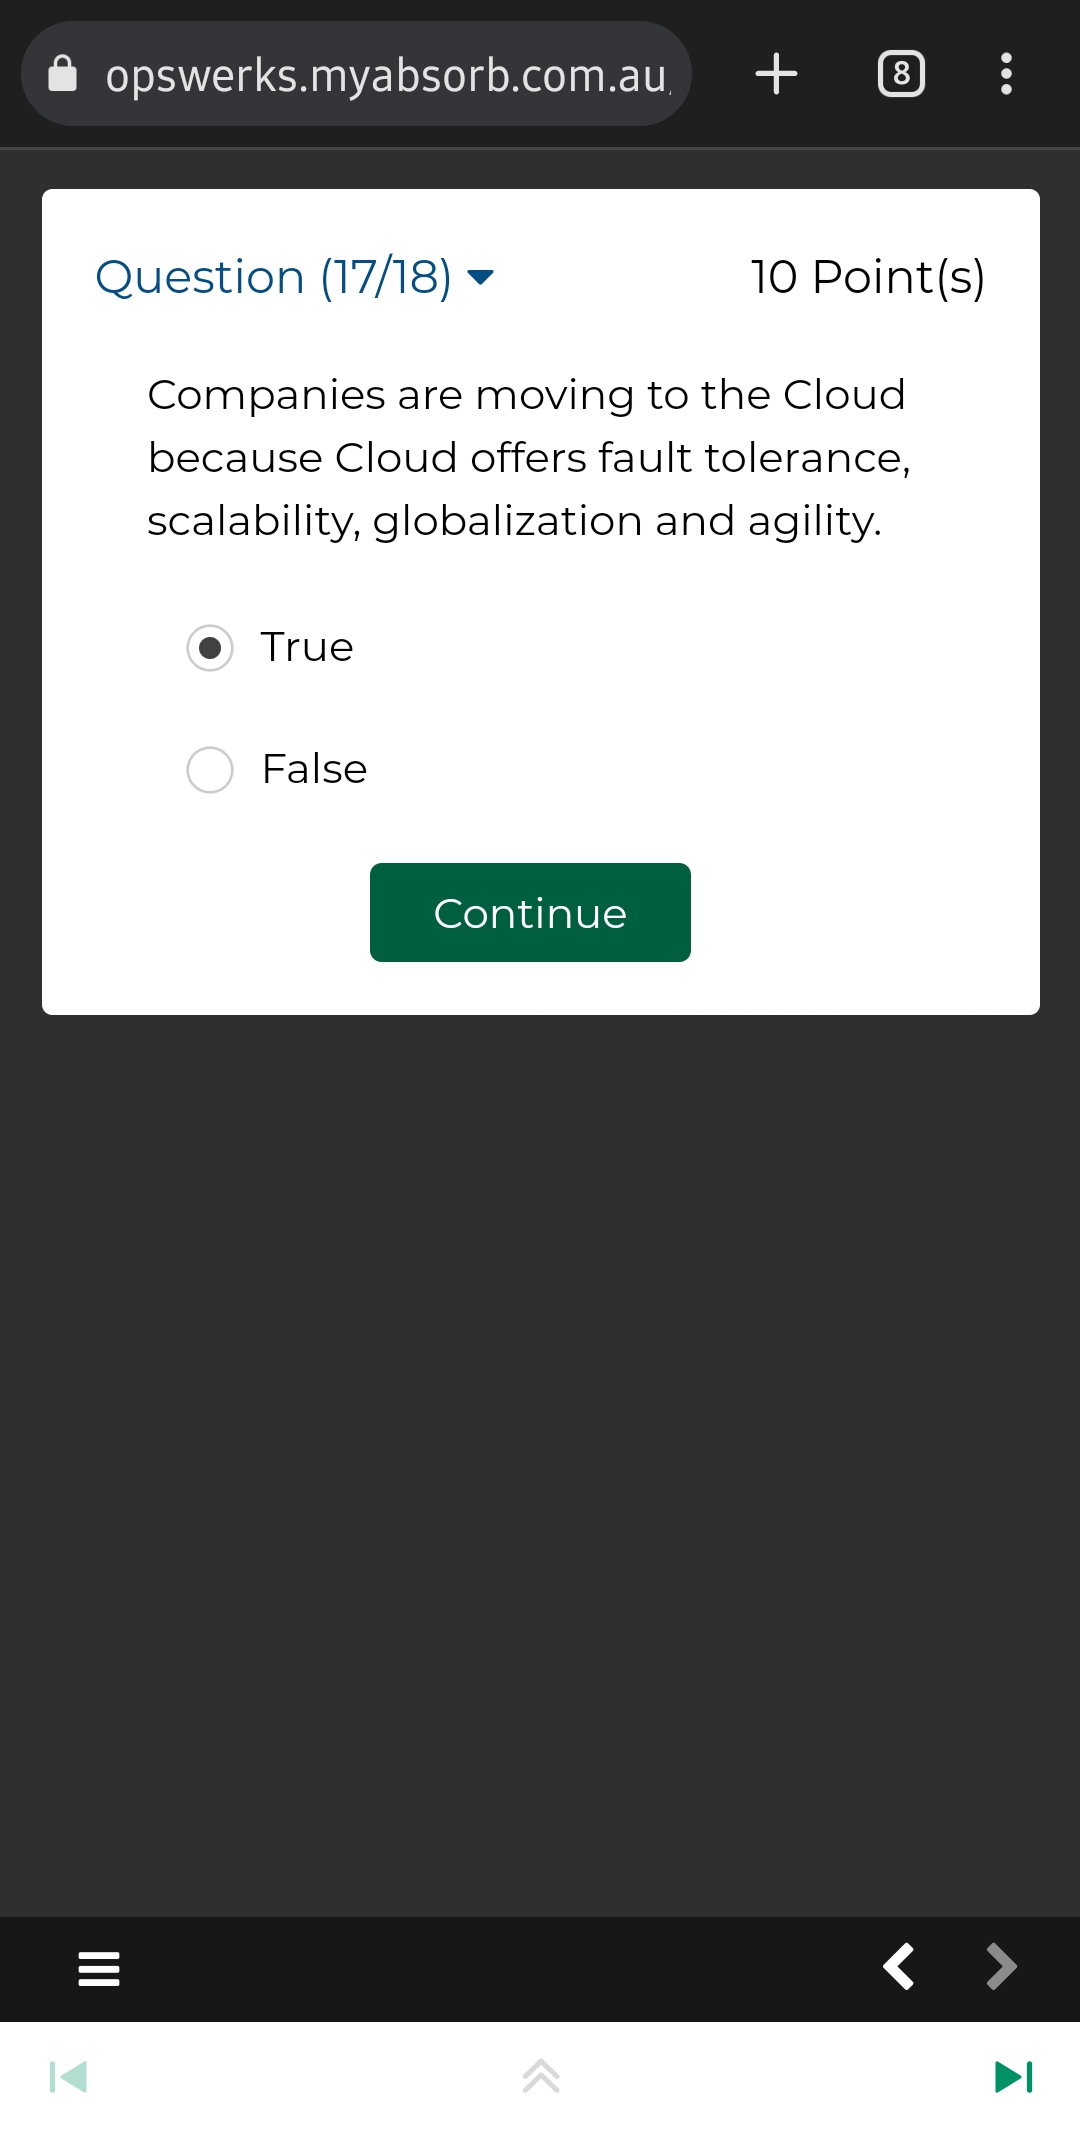 opswerks.myabsorb.com.au
8
Question (17/18)
10 Point(s)
Companies are moving to the Cloud
because Cloud offers fault tolerance,
scalability, globalization and agility.
True
False
Continue